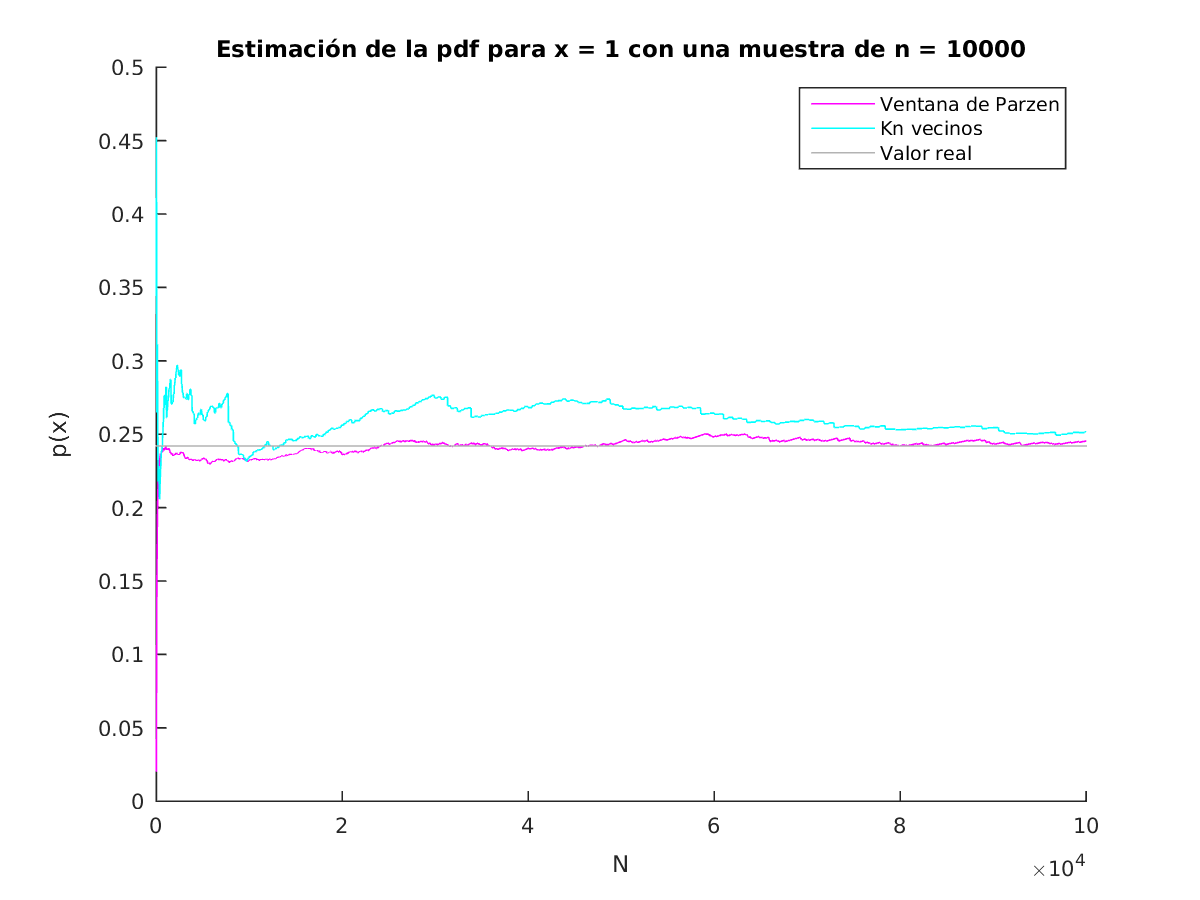 Estimación de la pdf para x = 1 con una muestra de n = 10000
0.5
0.45
0.4
0.35
0.3
0.25
0.2
0.15
0.1
0.05
0
p(x)
Ventana de Parzen
Kn vecinos
Valor real
0 2 4 6 8 10
N
×10⁴